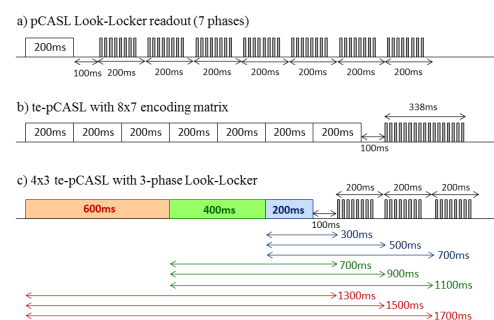 a) pCASL Look-Locker readout (7 phases)
200ms
100ms 200ms 200ms 200ms 200ms 200ms 200ms 200ms
b) te-pCASL with 8x7 encoding matrix
338ms
200ms 200ms 200ms 200ms 200ms 200ms 200ms
100ms
c) 4x3 te-pCASL with 3-phase Look-Locker
200ms 200ms 200ms
600ms 400ms 200ms
100ms
300ms
500ms
700ms
700ms
900ms
1100ms
1300ms
1500ms
1700ms